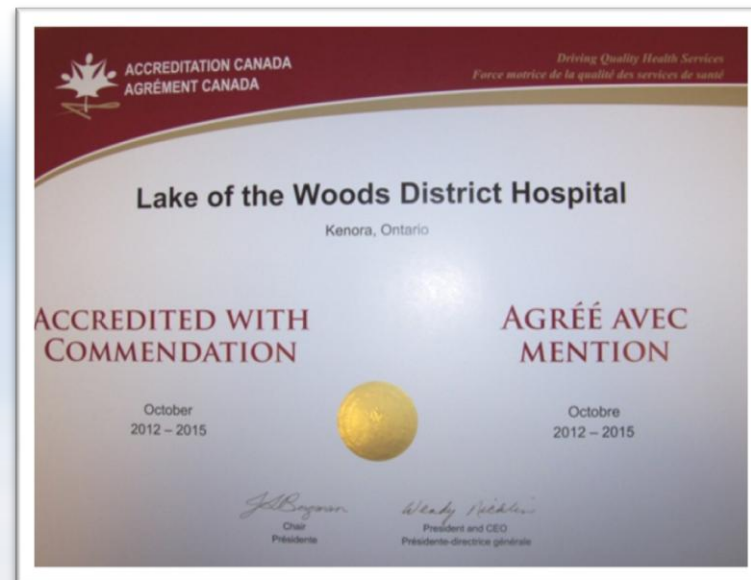 ACCREDITATION CANADA
AGRÉMENT CANADA
Driving Quality Health Services
Force motrice de la qualité des services de santé
Lake of the Woods District Hospital
Kenora, Ontario
ACCREDITED WITH
COMMENDATION
October
2012 – 2015
AGRÉÉ AVEC
MENTION
Octobre
2012 – 2015
Chair
Présidente
Wendy Nicklin
President and CEO
Présidente-directrice générale